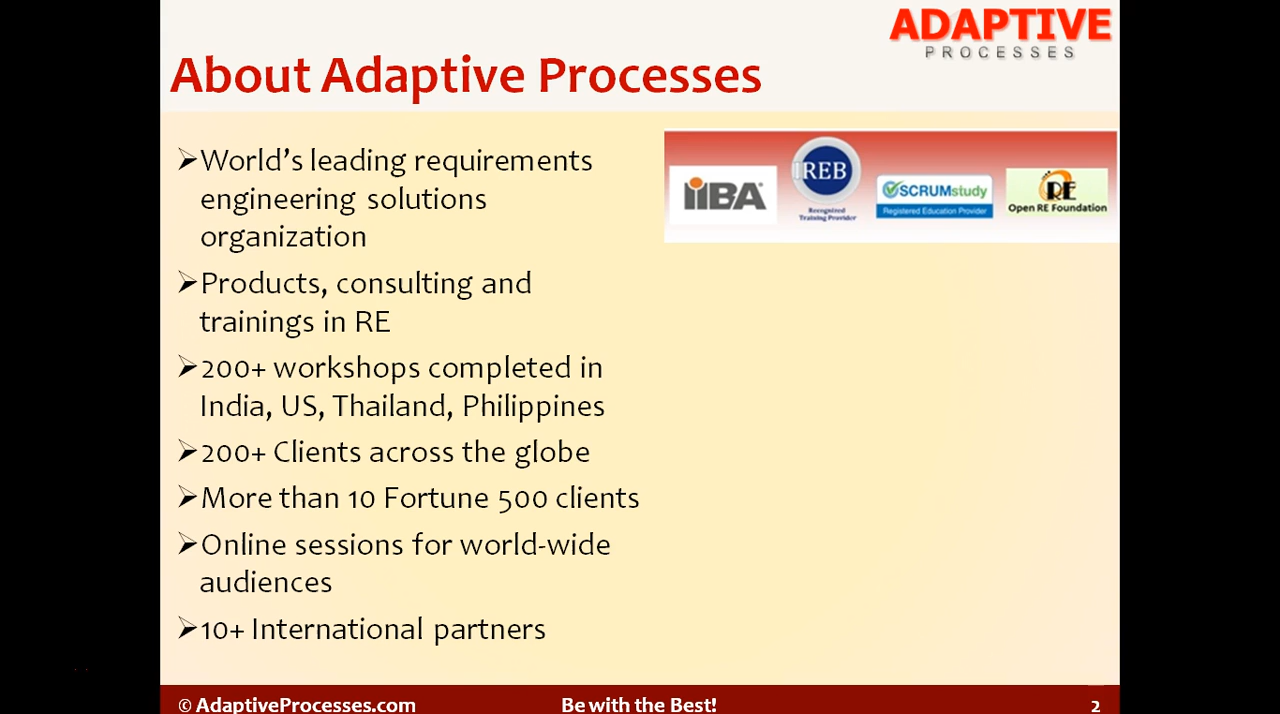 ADAPTIVE
PROCESSES
About Adaptive Processes
➢World’s leading requirements
engineering solutions
organization
➢Products, consulting and
trainings in RE
➢200+ workshops completed in
India, US, Thailand, Philippines
➢200+ Clients across the globe
➢More than 10 Fortune 500 clients
➢Online sessions for world-wide
audiences
➢10+ International partners
iiBA®
IREB
Recognized
Training Provider
SCRUMstudy
Registered Education Provider
RE
Open RE Foundation
© AdaptiveProcesses.com
Be with the Best!
2